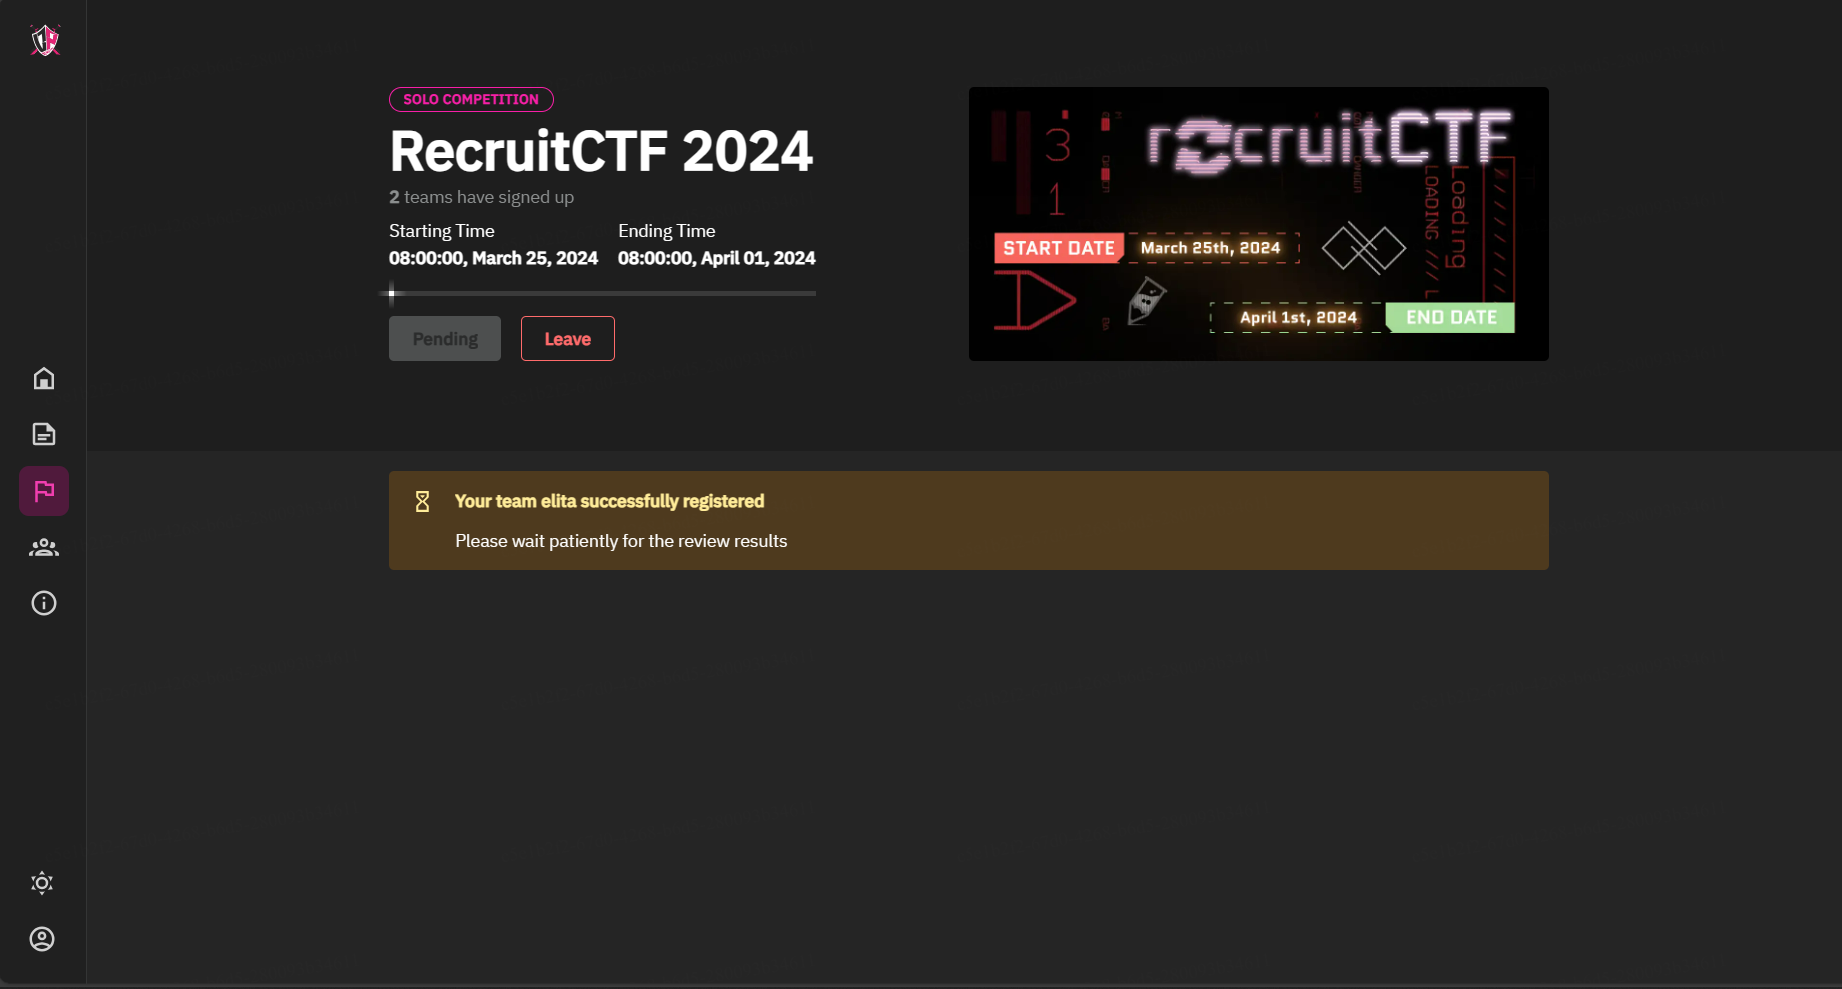 SOLO COMPETITION
RecruitCTF 2024
2 teams have signed up
Starting Time
08:00:00, March 25, 2024
Ending Time
08:00:00, April 01, 2024
Pending
Leave
recruitCTF
3
1
Loading
LOADING /// L
START DATE
March 25th, 2024
April 1st, 2024
END DATE
Your team elita successfully registered
Please wait patiently for the review results